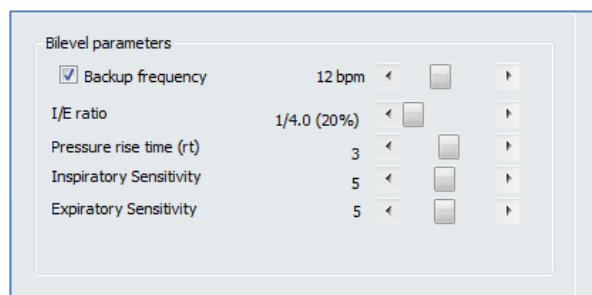 Bilevel parameters
Backup frequency 12 bpm
I/E ratio 1/4.0 (20%)
Pressure rise time (rt) 3
Inspiratory Sensitivity 5
Expiratory Sensitivity 5